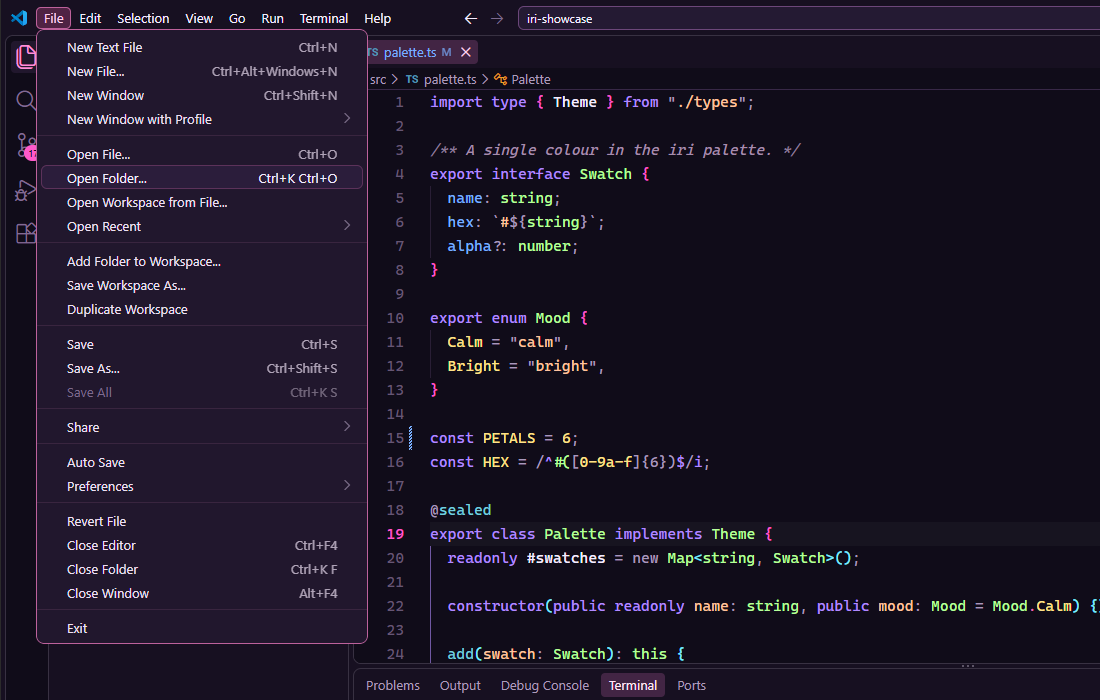 File Edit Selection View Go Run Terminal Help
iri-showcase
New Text File Ctrl+N
New File... Ctrl+Alt+Windows+N
New Window Ctrl+Shift+N
New Window with Profile
Open File... Ctrl+O
Open Folder... Ctrl+K Ctrl+O
Open Workspace from File...
Open Recent
Add Folder to Workspace...
Save Workspace As...
Duplicate Workspace
Save Ctrl+S
Save As... Ctrl+Shift+S
Save All Ctrl+K S
Share
Auto Save
Preferences
Revert File
Close Editor Ctrl+F4
Close Folder Ctrl+K F
Close Window Alt+F4
Exit
TS palette.ts M
src > TS palette.ts > Palette
1 import type { Theme } from "./types";
2
3 /** A single colour in the iri palette. */
4 export interface Swatch {
5 name: string;
6 hex: `#${string}`;
7 alpha?: number;
8 }
9
10 export enum Mood {
11 Calm = "calm",
12 Bright = "bright",
13 }
14
15 const PETALS = 6;
16 const HEX = /^#([0-9a-f]{6})$/i;
17
18 @sealed
19 export class Palette implements Theme {
20 readonly #swatches = new Map<string, Swatch>();
21
22 constructor(public readonly name: string, public mood: Mood = Mood.Calm) {
23
24 add(swatch: Swatch): this {
Problems Output Debug Console Terminal Ports